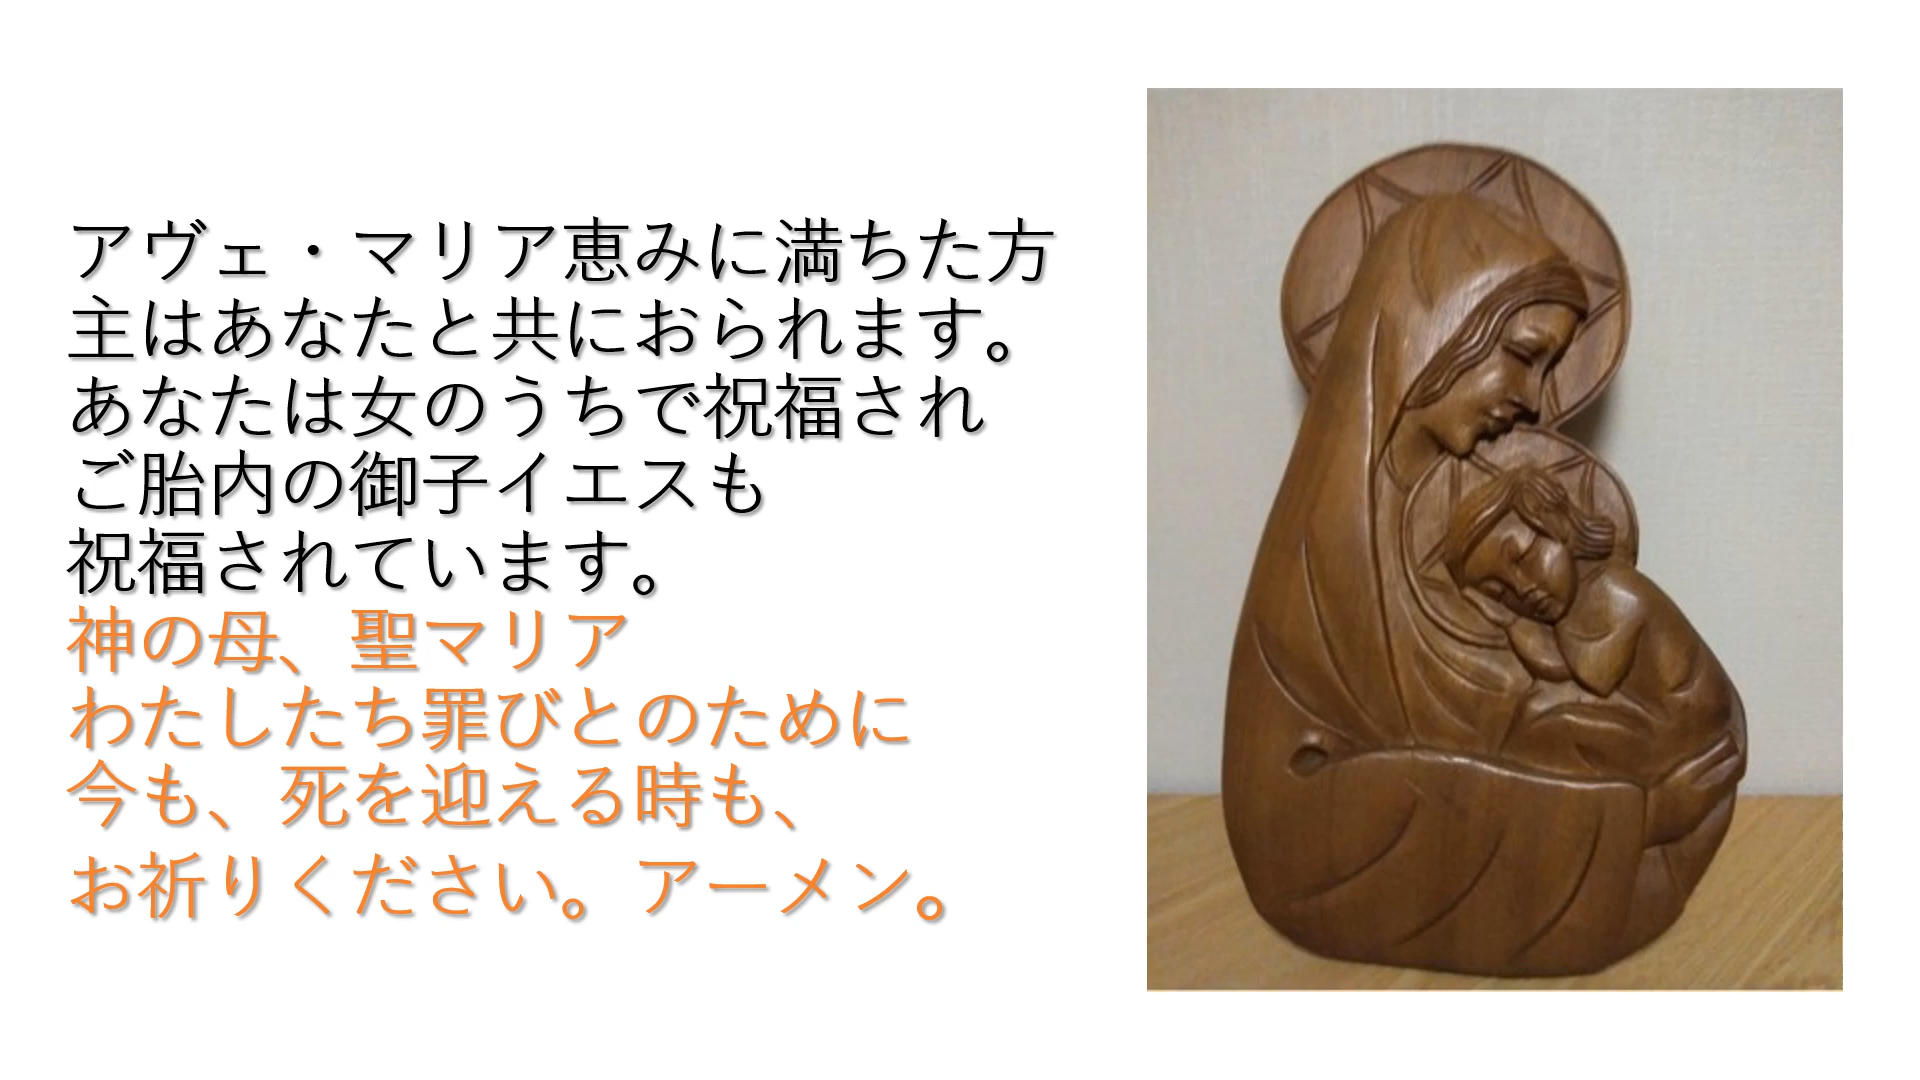 アヴェ・マリア恵みに満ちた方
主はあなたと共におられます。
あなたは女のうちで祝福され
ご胎内の御子イエスも
祝福されています。
神の母、聖マリア
わたしたち罪びとのために
今も、死を迎える時も、
お祈りください。アーメン。